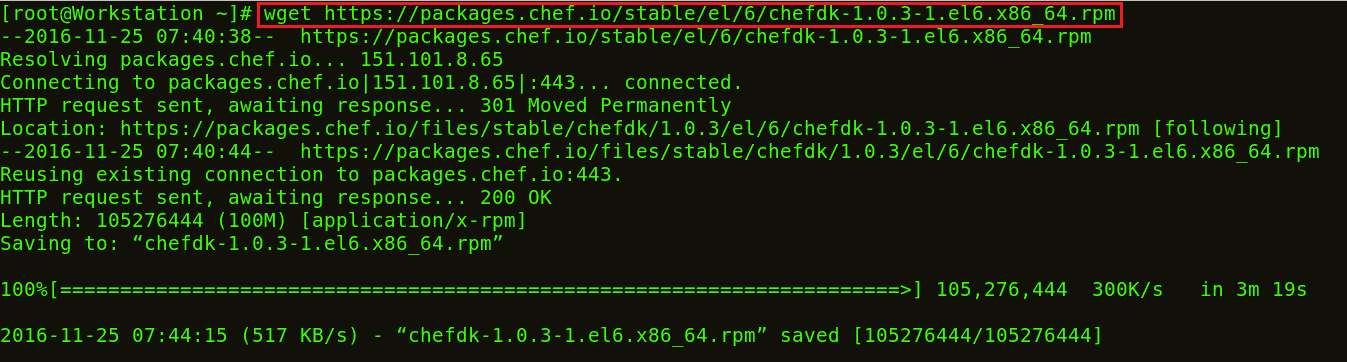 [root@Workstation ~]# wget https://packages.chef.io/stable/el/6/chefdk-1.0.3-1.el6.x86_64.rpm
--2016-11-25 07:40:38--  https://packages.chef.io/stable/el/6/chefdk-1.0.3-1.el6.x86_64.rpm
Resolving packages.chef.io... 151.101.8.65
Connecting to packages.chef.io|151.101.8.65|:443... connected.
HTTP request sent, awaiting response... 301 Moved Permanently
Location: https://packages.chef.io/files/stable/chefdk/1.0.3/el/6/chefdk-1.0.3-1.el6.x86_64.rpm [following]
--2016-11-25 07:40:44--  https://packages.chef.io/files/stable/chefdk/1.0.3/el/6/chefdk-1.0.3-1.el6.x86_64.rpm
Reusing existing connection to packages.chef.io:443.
HTTP request sent, awaiting response... 200 OK
Length: 105276444 (100M) [application/x-rpm]
Saving to: “chefdk-1.0.3-1.el6.x86_64.rpm”
100%[======================================================================>] 105,276,444  300K/s   in 3m 19s
2016-11-25 07:44:15 (517 KB/s) - “chefdk-1.0.3-1.el6.x86_64.rpm” saved [105276444/105276444]